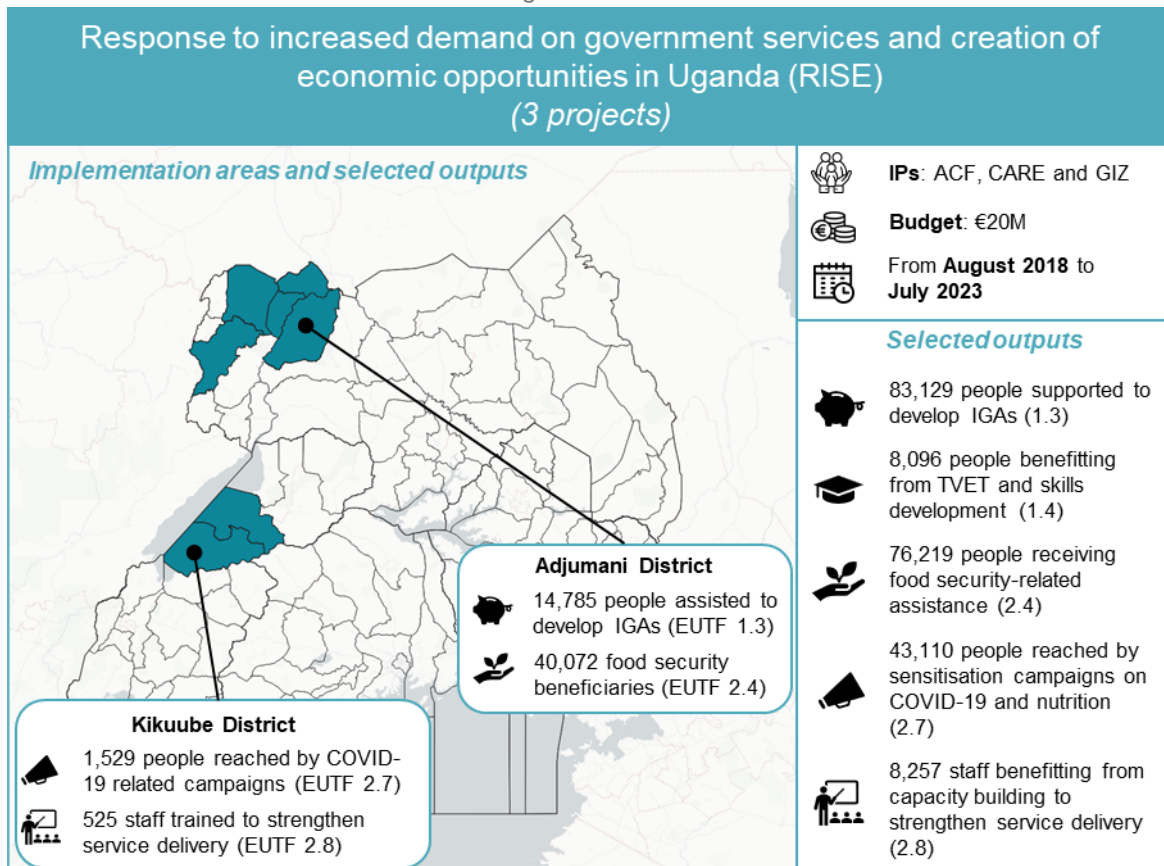 Response to increased demand on government services and creation of
economic opportunities in Uganda (RISE)
(3 projects)
Implementation areas and selected outputs
IPs: ACF, CARE and GIZ
Budget: €20M
From August 2018 to
July 2023
Selected outputs
83,129 people supported to
develop IGAs (1.3)
8,096 people benefitting
from TVET and skills
development (1.4)
76,219 people receiving
food security-related
assistance (2.4)
43,110 people reached by
sensitisation campaigns on
COVID-19 and nutrition
(2.7)
8,257 staff benefitting from
capacity building to
strengthen service delivery
(2.8)
Adjumani District
14,785 people assisted to
develop IGAs (EUTF 1.3)
40,072 food security
beneficiaries (EUTF 2.4)
Kikuube District
1,529 people reached by COVID-
19 related campaigns (EUTF 2.7)
525 staff trained to strengthen
service delivery (EUTF 2.8)